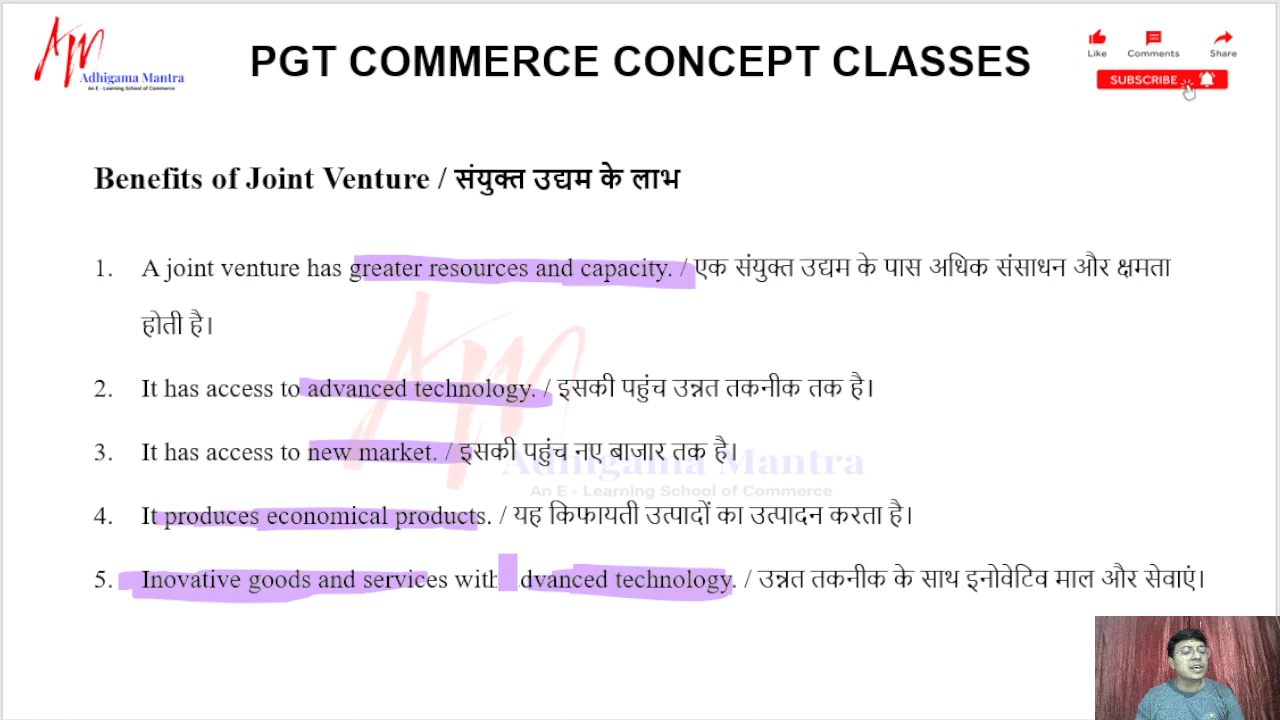 AM
Adhigama Mantra
An E - Learning School of Commerce
PGT COMMERCE CONCEPT CLASSES
Like Comments Share
SUBSCRIBE
Benefits of Joint Venture / संयुक्त उद्यम के लाभ
1. A joint venture has greater resources and capacity. / एक संयुक्त उद्यम के पास अधिक संसाधन और क्षमता
होती है।
2. It has access to advanced technology. / इसकी पहुंच उन्नत तकनीक तक है।
3. It has access to new market. / इसकी पहुंच नए बाजार तक है।
4. It produces economical products. / यह किफायती उत्पादों का उत्पादन करता है।
5. Inovative goods and services with dvanced technology. / उन्नत तकनीक के साथ इनोवेटिव माल और सेवाएं।
AM
Adhigama Mantra
An E - Learning School of Commerce